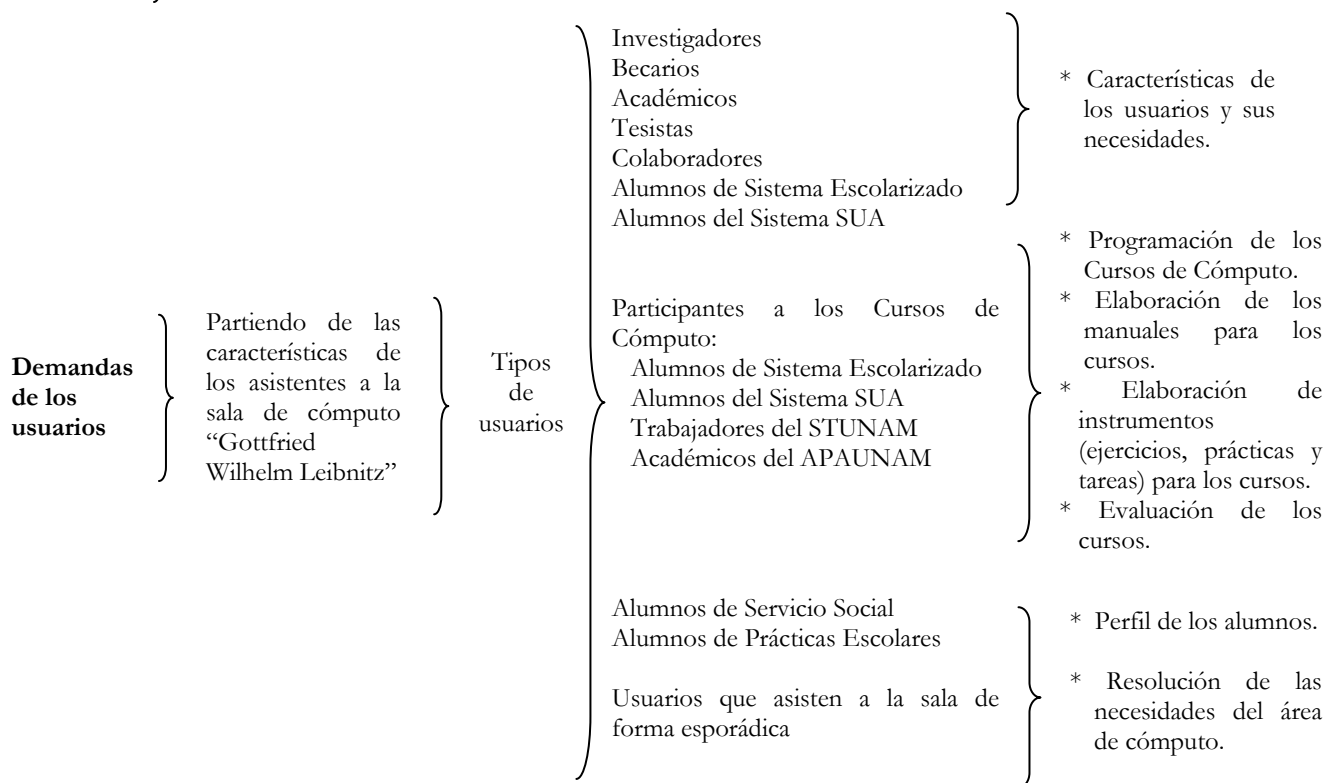 Demandas
de los
usuarios
Partiendo de las
características de
los asistentes a la
sala de cómputo
“Gottfried
Wilhelm Leibnitz”
Tipos
de
usuarios
Investigadores
Becarios
Académicos
Tesistas
Colaboradores
Alumnos de Sistema Escolarizado
Alumnos del Sistema SUA
* Características de
los usuarios y sus
necesidades.
Participantes a los Cursos de
Cómputo:
Alumnos de Sistema Escolarizado
Alumnos del Sistema SUA
Trabajadores del STUNAM
Académicos del APAUNAM
* Programación de los
Cursos de Cómputo.
* Elaboración de los
manuales para los
cursos.
* Elaboración de
instrumentos
(ejercicios, prácticas y
tareas) para los cursos.
* Evaluación de los
cursos.
Alumnos de Servicio Social
Alumnos de Prácticas Escolares
Usuarios que asisten a la sala de
forma esporádica
* Perfil de los alumnos.
* Resolución de las
necesidades del área
de cómputo.